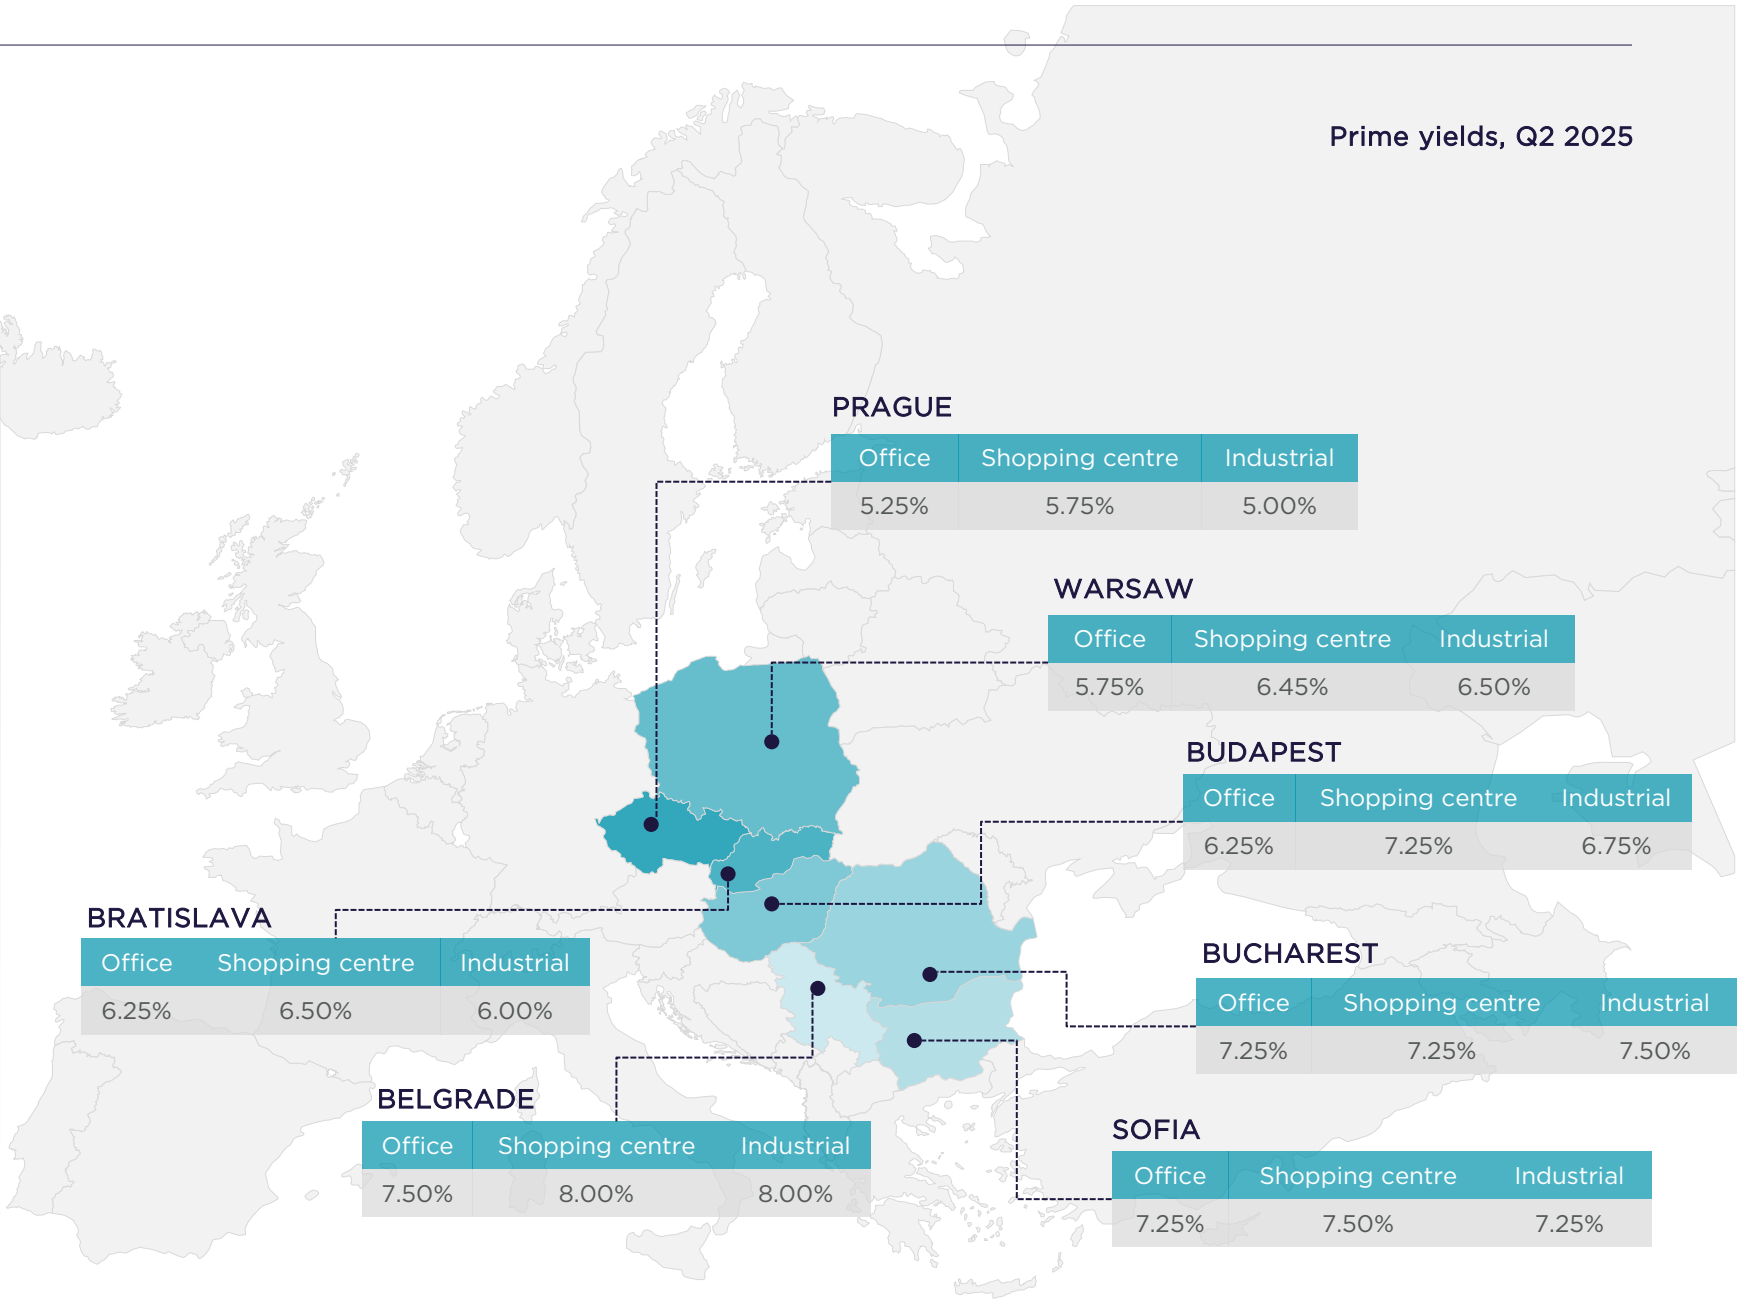 Prime yields, Q2 2025
PRAGUE
Office Shopping centre Industrial
5.25% 5.75% 5.00%
WARSAW
Office Shopping centre Industrial
5.75% 6.45% 6.50%
BUDAPEST
Office Shopping centre Industrial
6.25% 7.25% 6.75%
BRATISLAVA
Office Shopping centre Industrial
6.25% 6.50% 6.00%
BUCHAREST
Office Shopping centre Industrial
7.25% 7.25% 7.50%
BELGRADE
Office Shopping centre Industrial
7.50% 8.00% 8.00%
SOFIA
Office Shopping centre Industrial
7.25% 7.50% 7.25%